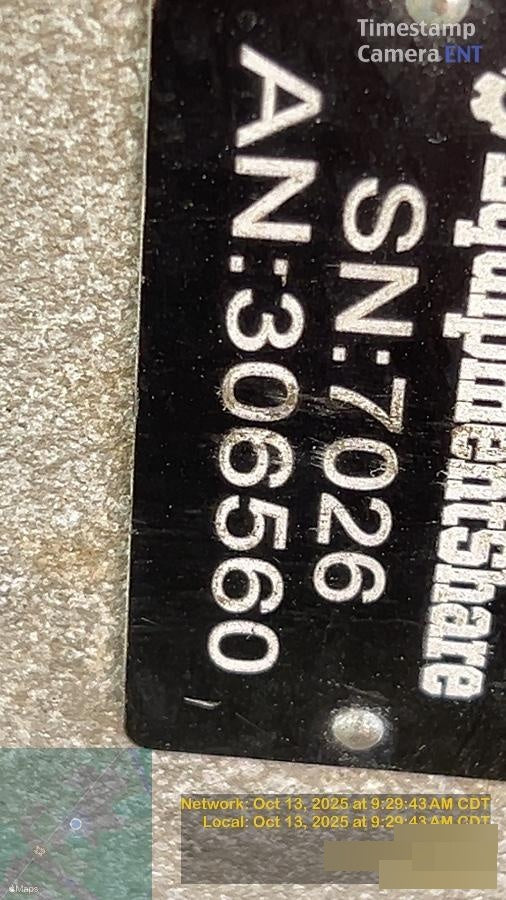 Timestamp
Camera ENT
EquipmentShare
SN:7026
AN:306560
Network: Oct 13, 2025 at 9:29:43 AM CDT
Local: Oct 13, 2025 at 9:29:43 AM CDT
Maps